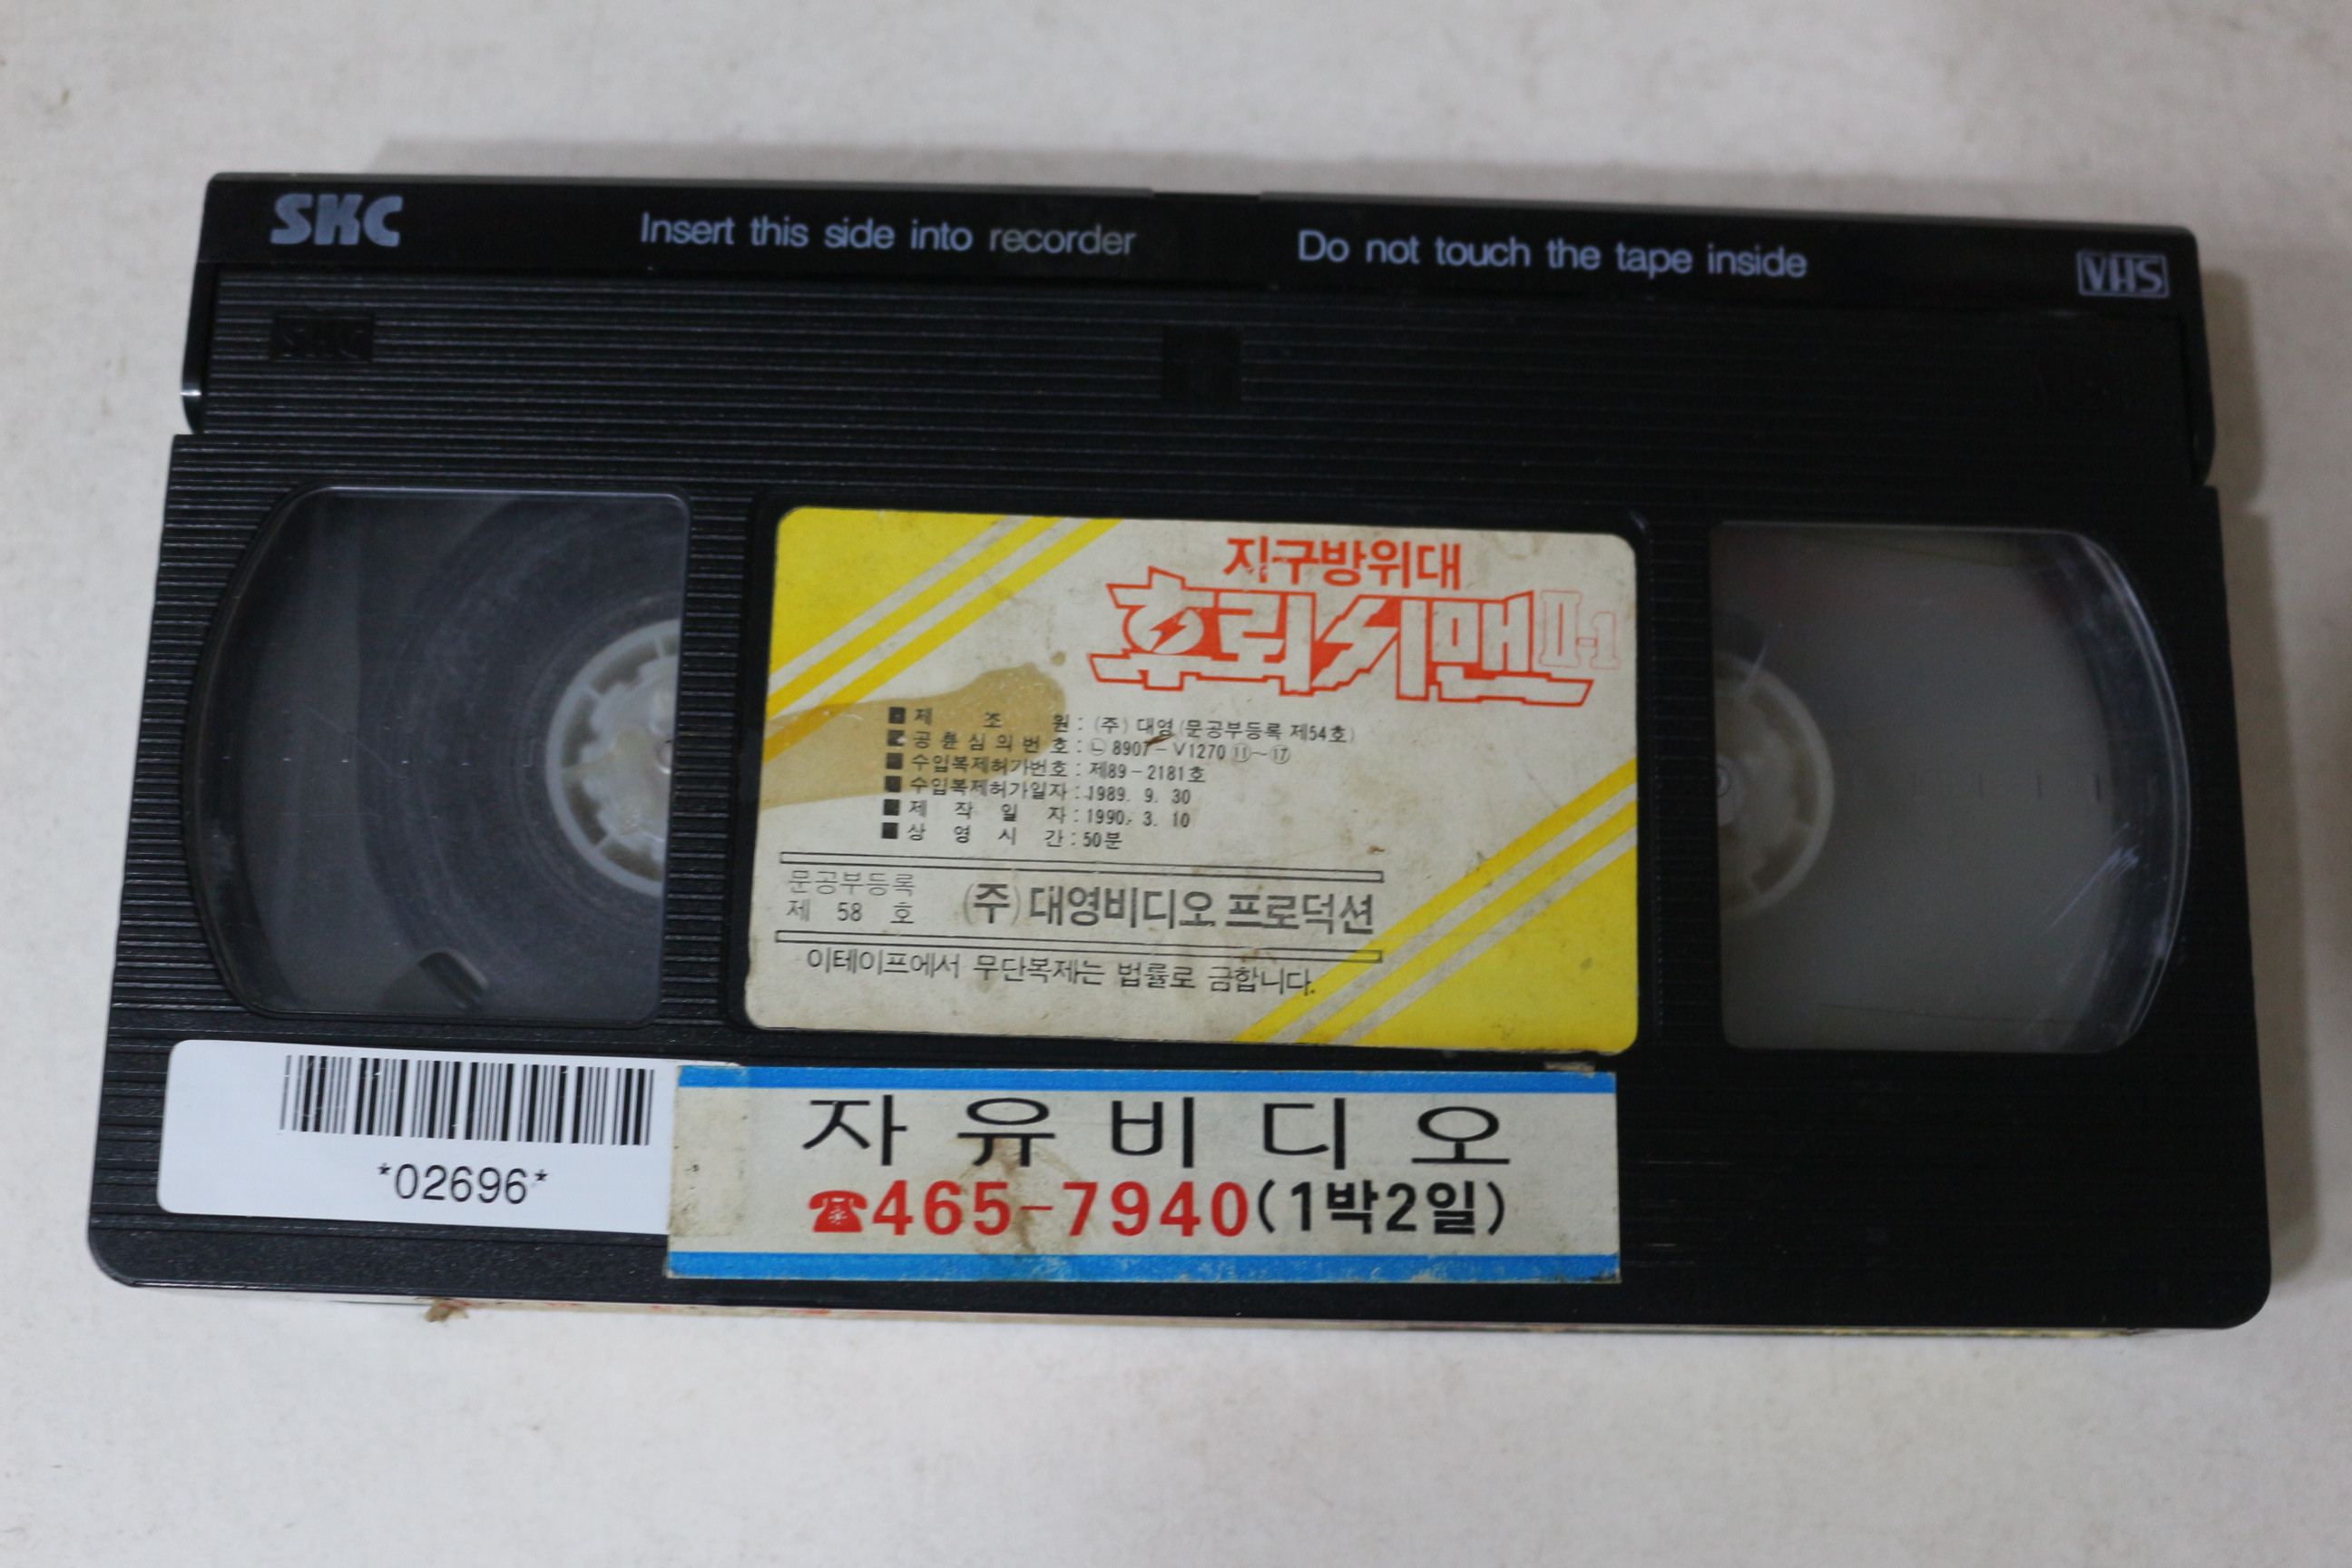 SKC
Insert this side into recorder
Do not touch the tape inside
VHS
SKC
지구방위대
후뢰시맨 II-1
■ 제 조 원 : (주) 대영 (문공부등록 제54호)
■ 공륜심의번호 : ㉡ 8907-V1270 ⑪~⑰
■ 수입복제허가번호 : 제89-2181호
■ 수입복제허가일자 : 1989. 9. 30
■ 제 작 일 자 : 1990. 3. 10
■ 상 영 시 간 : 50분
문공부등록
제 58 호
(주) 대영비디오 프로덕션
이테이프에서 무단복제는 법률로 금합니다.
*02696*
자유비디오
☎465-7940(1박2일)